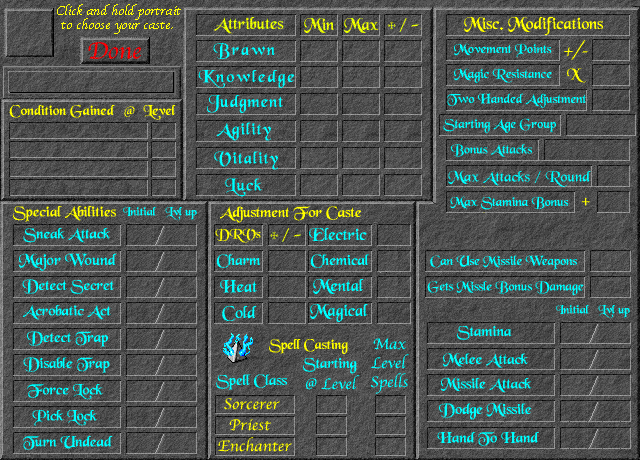 Click and hold portrait
to choose your caste.
Done
Condition Gained @ Level
Attributes Min Max + / -
Brawn
Knowledge
Judgment
Agility
Vitality
Luck
Misc. Modifications
Movement Points +/-
Magic Resistance X
Two Handed Adjustment
Starting Age Group
Bonus Attacks
Max Attacks / Round
Max Stamina Bonus +
Special Abilities Initial Lvl up
Sneak Attack /
Major Wound /
Detect Secret /
Acrobatic Act /
Detect Trap /
Disable Trap /
Force Lock /
Pick Lock /
Turn Undead /
Adjustment For Caste
DRVs + / - Electric
Charm Chemical
Heat Mental
Cold Magical
Spell Casting Max
Starting Level
Spell Class @ Level Spells
Sorcerer
Priest
Enchanter
Can Use Missile Weapons
Gets Missle Bonus Damage
Initial Lvl up
Stamina /
Melee Attack /
Missile Attack /
Dodge Missile /
Hand To Hand /